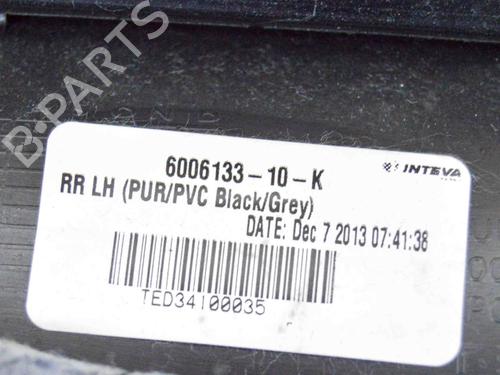 B-PARTS
6006133-10-K
INTEVA
RR LH (PUR/PVC Black/Grey)
DATE: Dec 7 2013 07:41:38
TED34100035